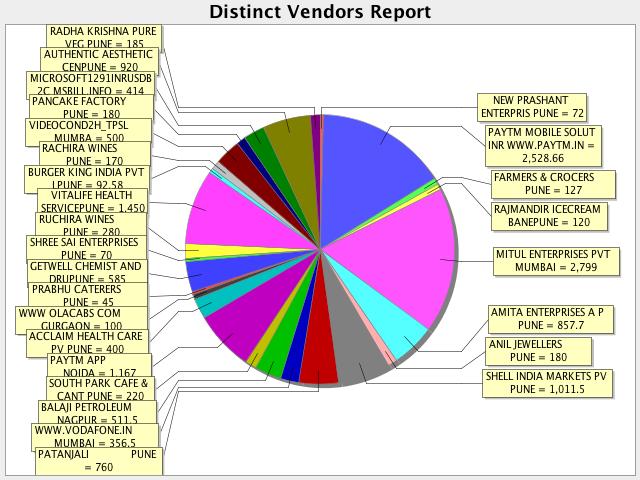 Distinct Vendors Report
RADHA KRISHNA PURE
VEG PUNE = 185
AUTHENTIC AESTHETIC
CENPUNE = 920
MICROSOFT1291INRUSDB
2C MSBILL.INFO = 414
PANCAKE FACTORY
PUNE = 180
VIDEOCOND2H_TPSL
MUMBA = 500
RACHIRA WINES
PUNE = 170
BURGER KING INDIA PVT
LPUNE = 92.58
VITALIFE HEALTH
SERVICEPUNE = 1,450
RUCHIRA WINES
PUNE = 280
SHREE SAI ENTERPRISES
PUNE = 70
GETWELL CHEMIST AND
DRUPUNE = 585
PRABHU CATERERS
PUNE = 45
WWW OLACABS COM
GURGAON = 100
ACCLAIM HEALTH CARE
PV PUNE = 400
PAYTM APP
NOIDA = 1,167
SOUTH PARK CAFE &
CANT PUNE = 220
BALAJI PETROLEUM
NAGPUR = 511.5
WWW.VODAFONE.IN
MUMBAI = 356.5
PATANJALI PUNE
= 760
NEW PRASHANT
ENTERPRIS PUNE = 72
PAYTM MOBILE SOLUT
INR WWW.PAYTM.IN =
2,528.66
FARMERS & CROCERS
PUNE = 127
RAJMANDIR ICECREAM
BANEPUNE = 120
MITUL ENTERPRISES PVT
MUMBAI = 2,799
AMITA ENTERPRISES A P
PUNE = 857.7
ANIL JEWELLERS
PUNE = 180
SHELL INDIA MARKETS PV
PUNE = 1,011.5